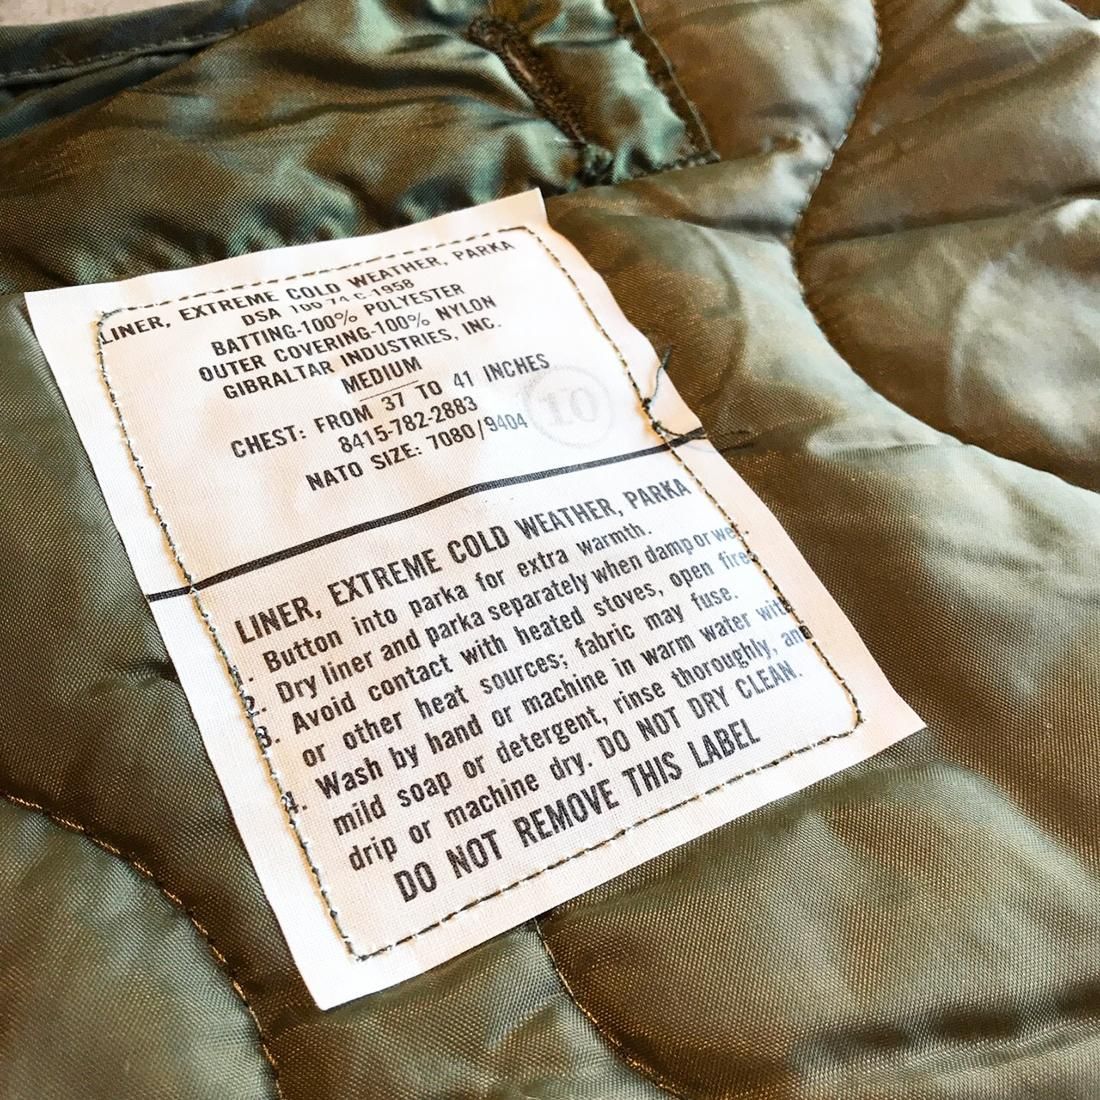 LINER, EXTREME COLD WEATHER, PARKA
DSA 100-74-C-1958
BATTING-100% POLYESTER
OUTER COVERING-100% NYLON
GIBRALTAR INDUSTRIES, INC.
MEDIUM
CHEST: FROM 37 TO 41 INCHES
8415-782-2883
NATO SIZE: 7080/9404
10
LINER, EXTREME COLD WEATHER, PARKA
. Button into parka for extra warmth.
2. Dry liner and parka separately when damp or wet.
3. Avoid contact with heated stoves, open fires
or other heat sources; fabric may fuse.
4. Wash by hand or machine in warm water with
mild soap or detergent, rinse thoroughly, and
drip or machine dry. DO NOT DRY CLEAN.
DO NOT REMOVE THIS LABEL